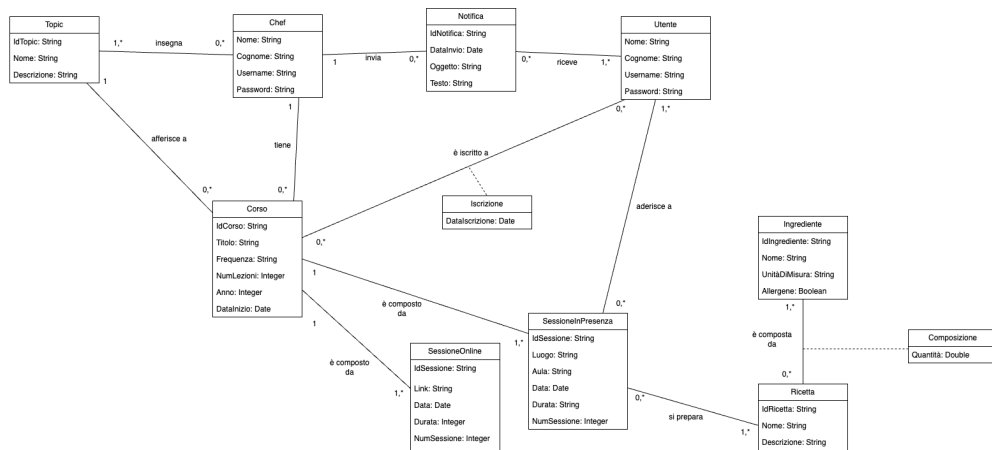 Topic
IdTopic: String
Nome: String
Descrizione: String
1,*
insegna
0,*
1
Chef
Nome: String
Cognome: String
Username: String
Password: String
1
invia
0,*
1
Notifica
IdNotifica: String
DataInvio: Date
Oggetto: String
Testo: String
0,*
riceve
1,*
Utente
Nome: String
Cognome: String
Username: String
Password: String
0,*
1,*
afferisce a
tiene
è iscritto a
aderisce a
0,*
0,*
Corso
IdCorso: String
Titolo: String
Frequenza: String
NumLezioni: Integer
Anno: Integer
DataInizio: Date
0,*
1
1
Iscrizione
DataIscrizione: Date
Ingrediente
IdIngrediente: String
Nome: String
UnitàDiMisura: String
Allergene: Boolean
1,*
è composto
da
0,*
è composta
da
Composizione
Quantità: Double
SessioneInPresenza
IdSessione: String
Luogo: String
Aula: String
Data: Date
Durata: String
NumSessione: Integer
1,*
è composto
da
1,*
SessioneOnline
IdSessione: String
Link: String
Data: Date
Durata: Integer
NumSessione: Integer
0,*
si prepara
1,*
0,*
Ricetta
IdRicetta: String
Nome: String
Descrizione: String